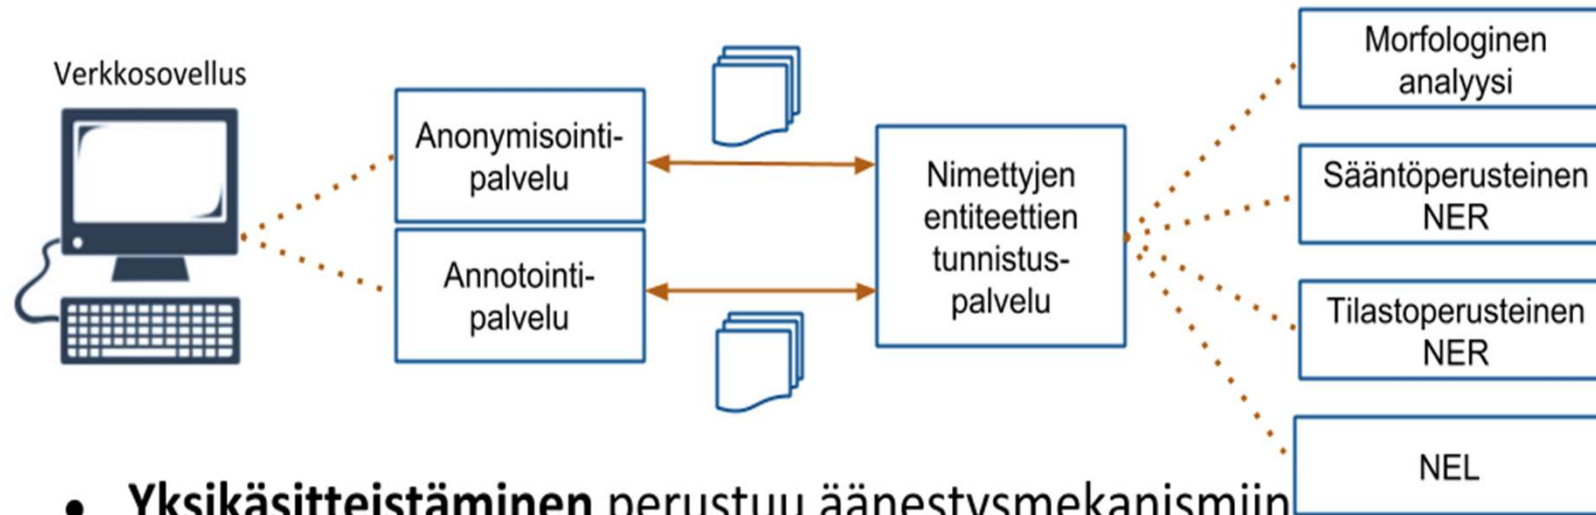 Verkkosovellus
Anonymisointi-
palvelu
Annotointi-
palvelu
Nimettyjen
entiteettien
tunnistus-
palvelu
Morfologinen
analyysi
Sääntöperusteinen
NER
Tilastoperusteinen
NER
NEL
• Yksikäsitteistäminen perustuu äänestysmekanismiin